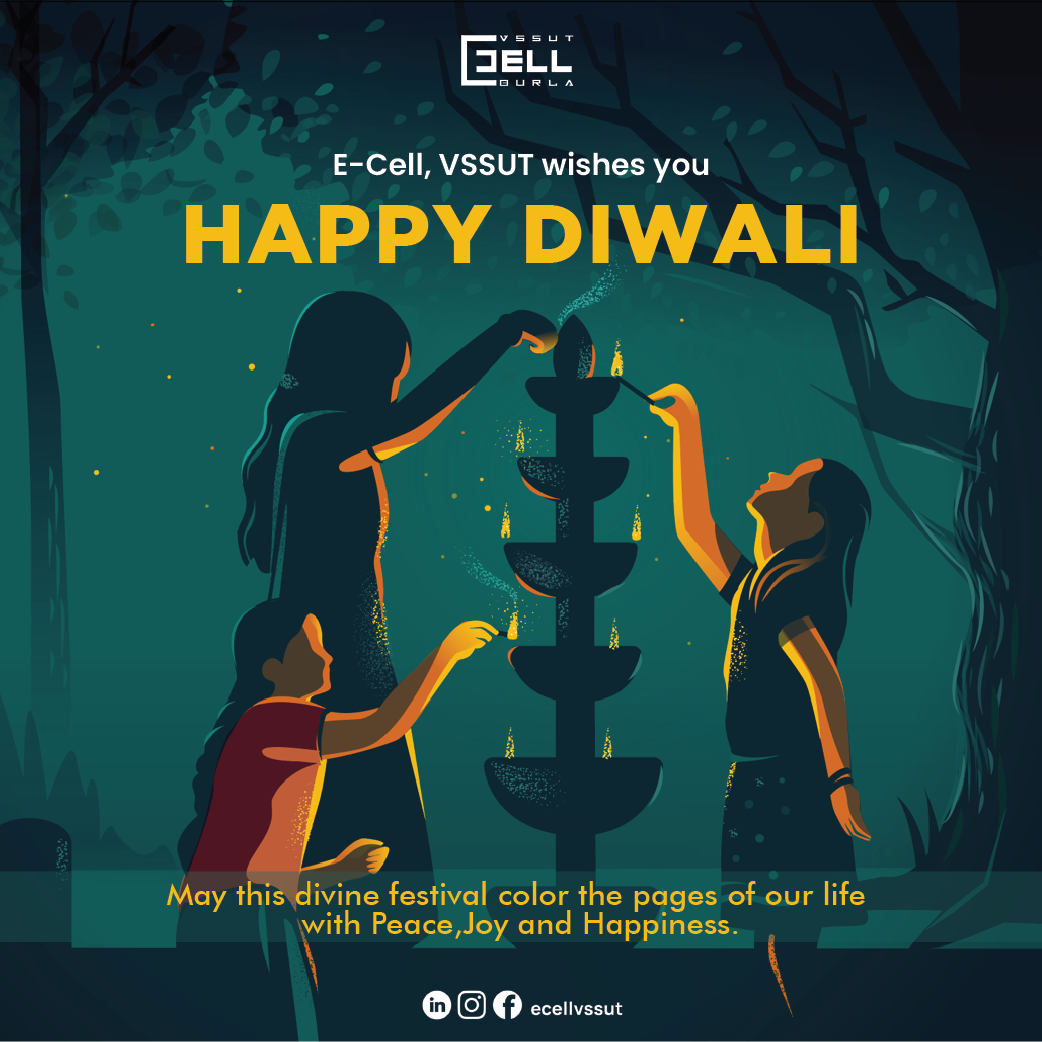 VSSUT
ECELL
BURLA
E-Cell, VSSUT wishes you
HAPPY DIWALI
May this divine festival color the pages of our life
with Peace,Joy and Happiness.
in f ecellvssut